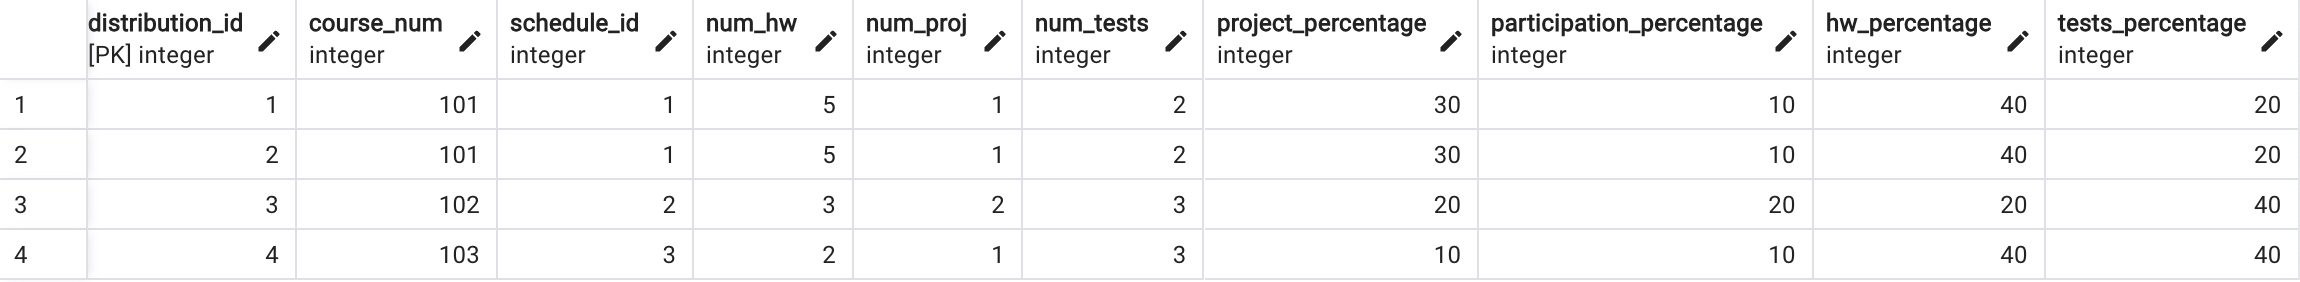 distribution_id course_num schedule_id num_hw num_proj num_tests project_percentage participation_percentage hw_percentage tests_percentage
[PK] integer integer integer integer integer integer integer integer integer integer
1 1 101 1 5 1 2 30 10 40 20
2 2 101 1 5 1 2 30 10 40 20
3 3 102 2 3 2 3 20 20 20 40
4 4 103 3 2 1 3 10 10 40 40